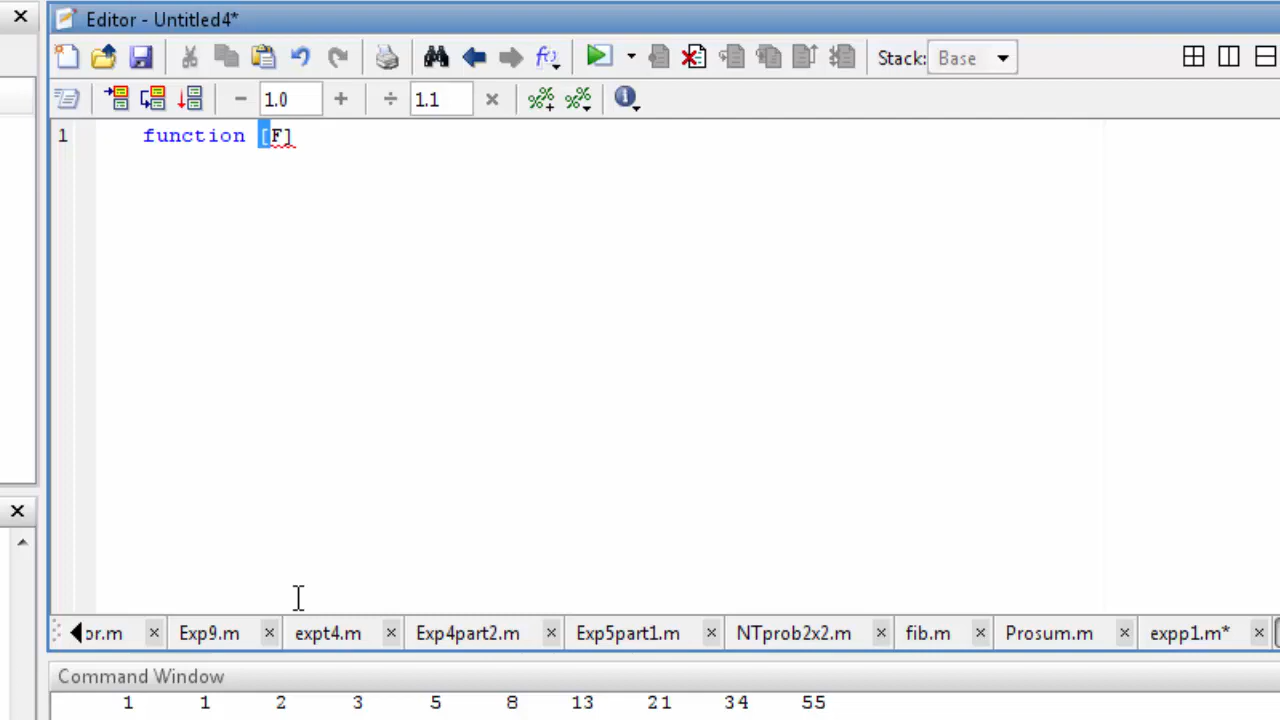 Editor - Untitled4*
Stack: Base
1.0
1.1
1 function [F]
or.m Exp9.m expt4.m Exp4part2.m Exp5part1.m NTprob2x2.m fib.m Prosum.m expp1.m*
Command Window
1 1 2 3 5 8 13 21 34 55